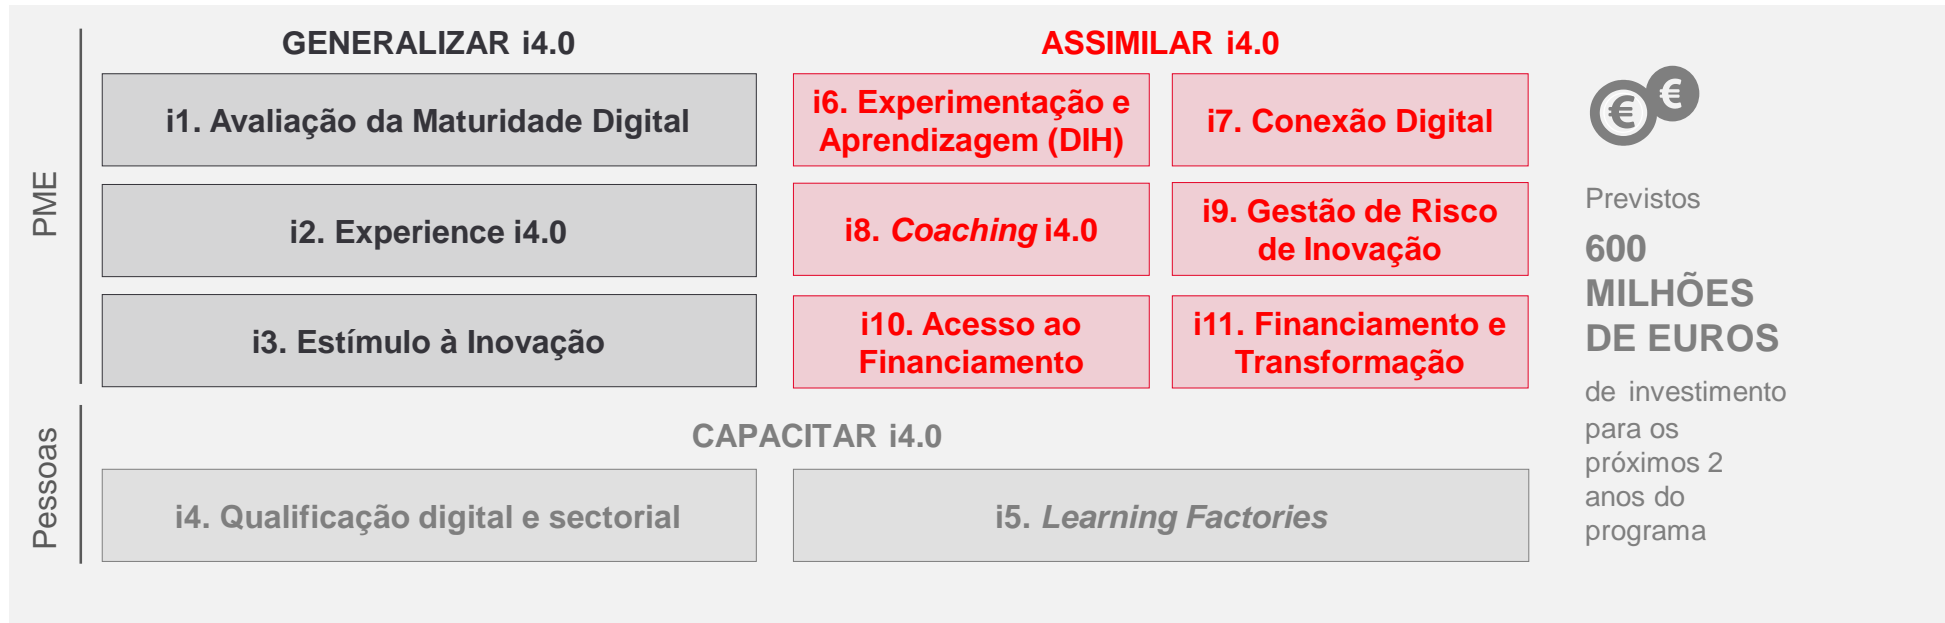 PME
GENERALIZAR i4.0
i1. Avaliação da Maturidade Digital
i2. Experience i4.0
i3. Estímulo à Inovação
ASSIMILAR i4.0
i6. Experimentação e
Aprendizagem (DIH)
i7. Conexão Digital
i8. Coaching i4.0
i9. Gestão de Risco
de Inovação
i10. Acesso ao
Financiamento
i11. Financiamento e
Transformação
Pessoas
CAPACITAR i4.0
i4. Qualificação digital e sectorial
i5. Learning Factories
€ €
Previstos
600
MILHÕES
DE EUROS
de investimento
para os
próximos 2
anos do
programa